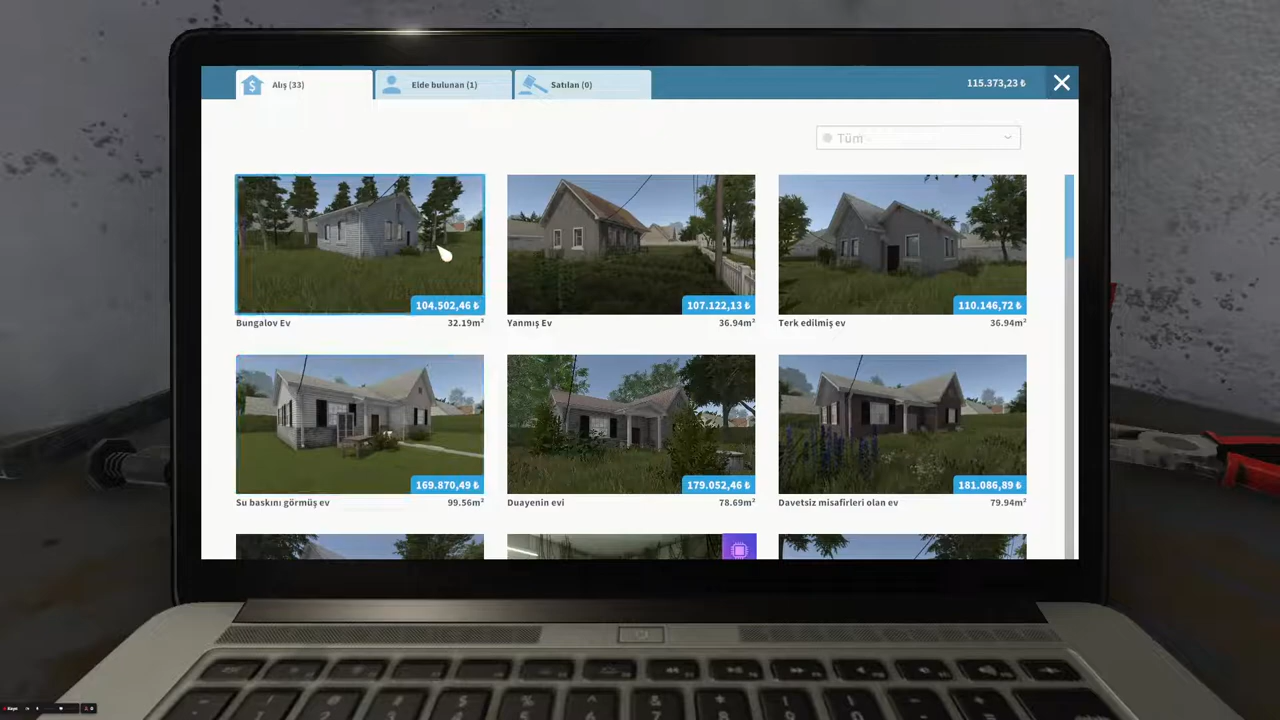 Alış (33)
Elde bulunan (1)
Satılan (0)
115.373,23 ₺
Tüm
104.502,46 ₺
107.122,13 ₺
110.146,72 ₺
Bungalov Ev
32.19m²
Yanmış Ev
36.94m²
Terk edilmiş ev
36.94m²
169.870,49 ₺
179.052,46 ₺
181.086,89 ₺
Su baskını görmüş ev
99.56m²
Duayenin evi
78.69m²
Davetsiz misafirleri olan ev
79.94m²